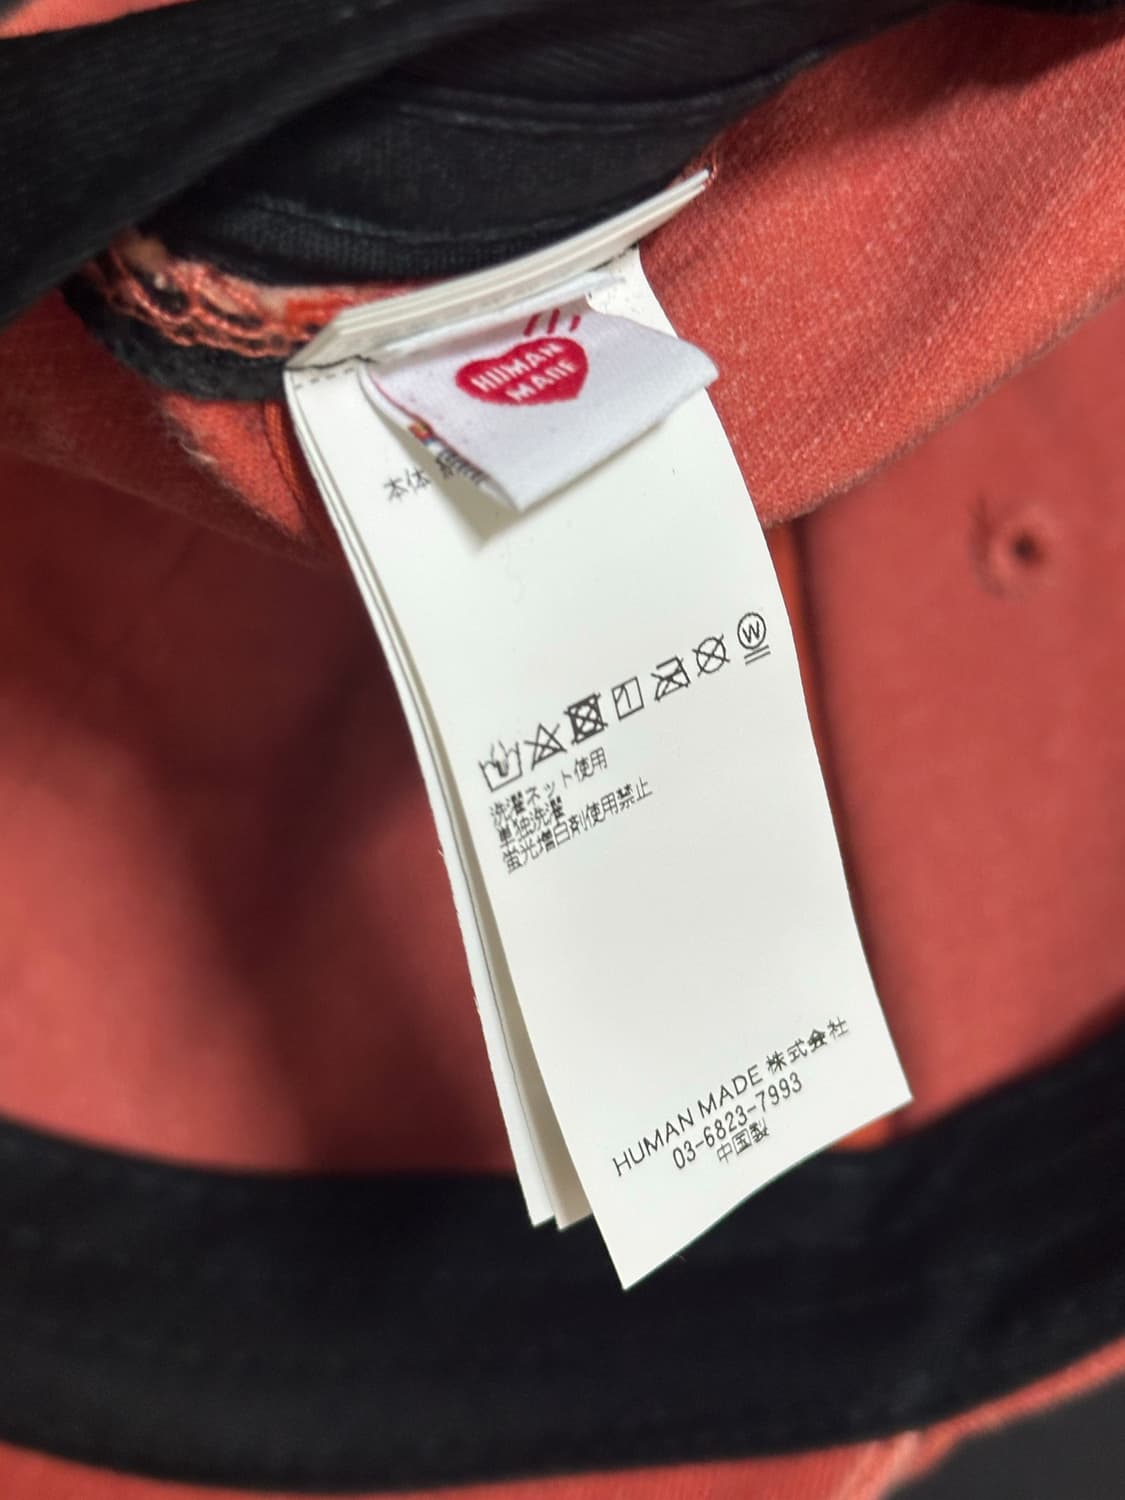 HUMAN
MADE
本体
洗濯ネット使用
単独洗濯
蛍光増白剤使用禁止
HUMAN MADE 株式会社
03-6823-7993
中国製